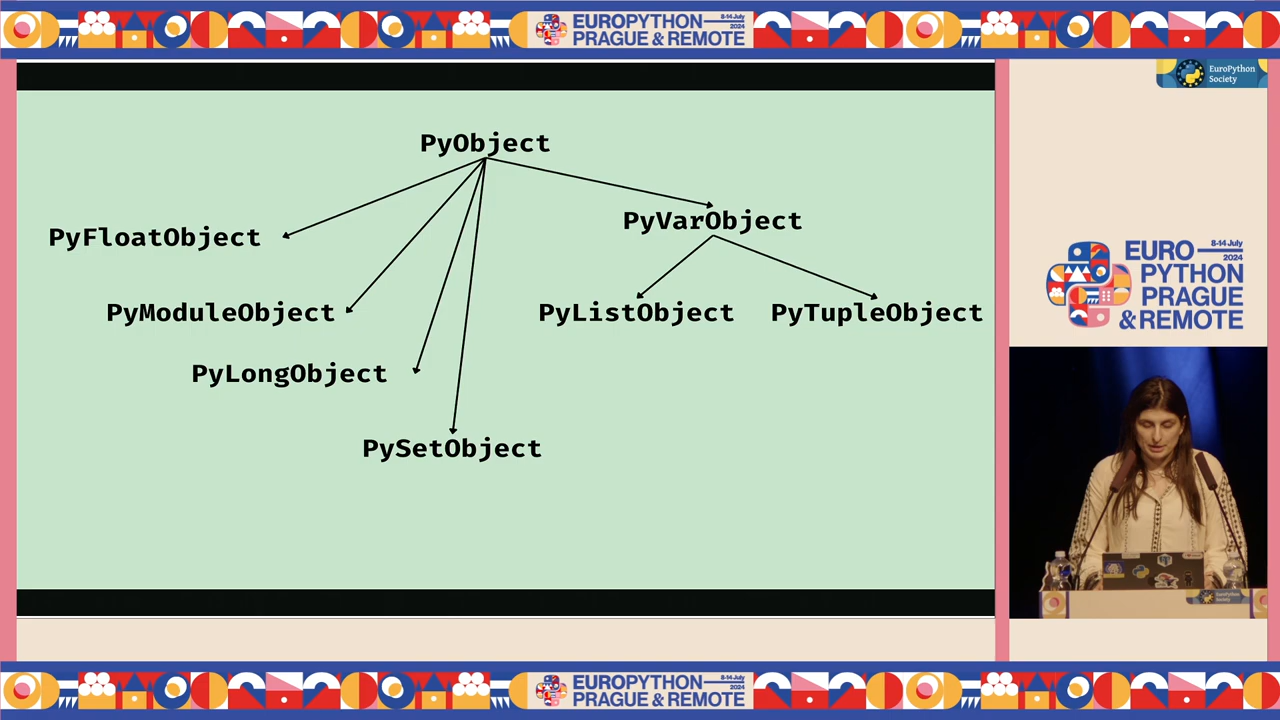 EUROPYTHON
8-14 July
2024
PRAGUE & REMOTE
EuroPython
Society
PyObject
PyVarObject
PyFloatObject
PyModuleObject
PyListObject
PyTupleObject
PyLongObject
PySetObject
EURO
8-14 July
2024
PYTHON
PRAGUE
& REMOTE
EUROPYTHON
8-14 July
2024
PRAGUE & REMOTE